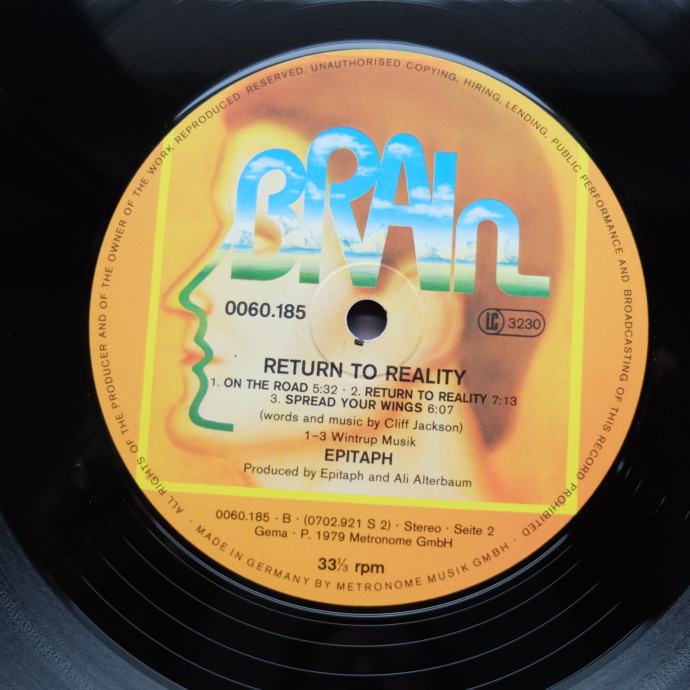 ALL RIGHTS OF THE PRODUCER AND OF THE OWNER OF THE WORK REPRODUCED RESERVED. UNAUTHORISED COPYING, HIRING, LENDING, PUBLIC PERFORMANCE AND BROADCASTING OF THIS RECORD PROHIBITED
BRAIn
0060.185
LC 3230
RETURN TO REALITY
1. ON THE ROAD 5:32 · 2. RETURN TO REALITY 7:13
3. SPREAD YOUR WINGS 6:07
(words and music by Cliff Jackson)
1–3 Wintrup Musik
EPITAPH
Produced by Epitaph and Ali Alterbaum
0060.185 - B · (0702.921 S 2) · Stereo · Seite 2
Gema · P. 1979 Metronome GmbH
33⅓ rpm
· MADE IN GERMANY BY METRONOME MUSIK GMBH ·